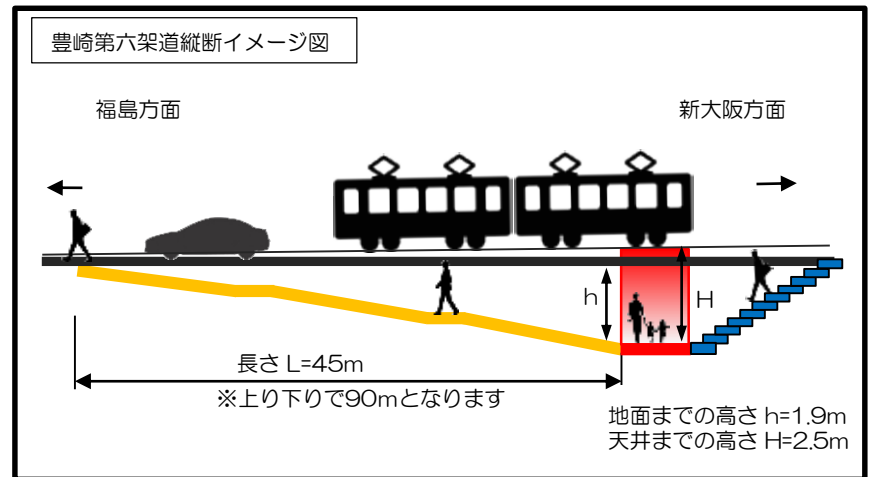 豊崎第六架道縦断イメージ図
福島方面
新大阪方面
h
H
長さ L=45m
※上り下りで90mとなります
地面までの高さ h=1.9m
天井までの高さ H=2.5m